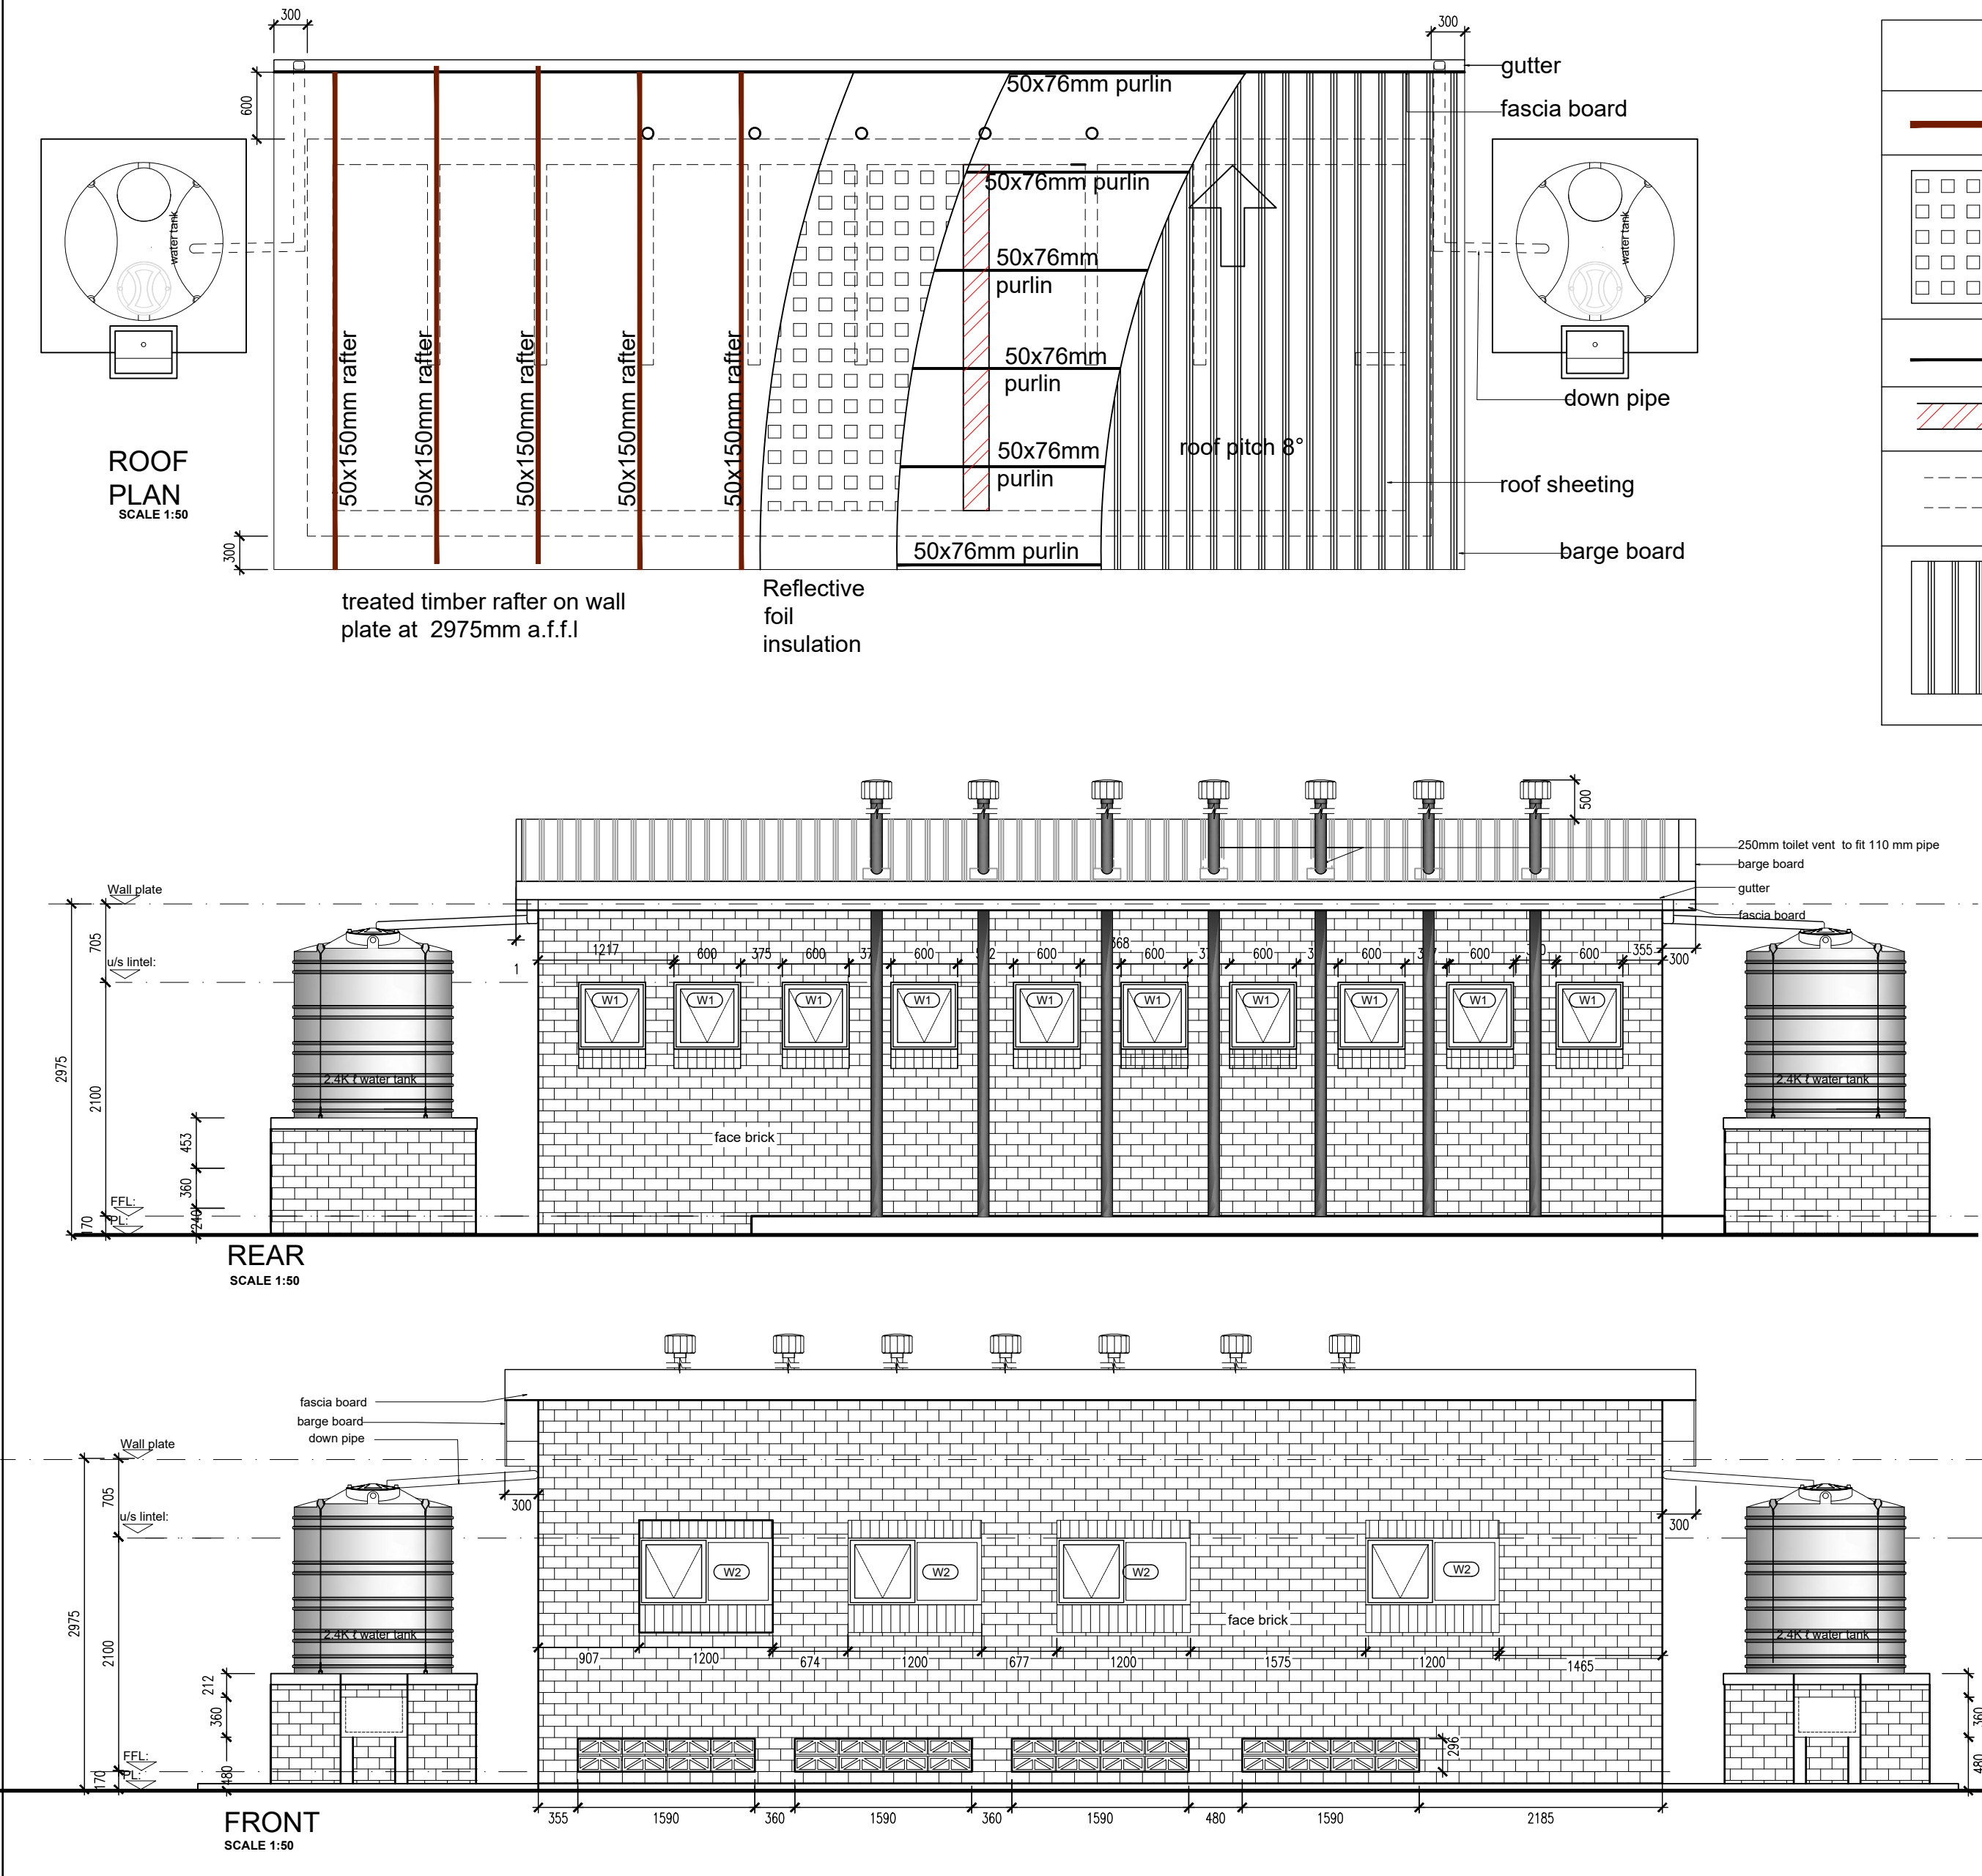 300
300
gutter
fascia board
600
50x76mm purlin
50x76mm purlin
50x76mm
purlin
50x76mm
purlin
50x76mm
purlin
50x76mm purlin
water tank
water tank
50x150mm rafter
50x150mm rafter
50x150mm rafter
50x150mm rafter
50x150mm rafter
down pipe
roof pitch 8°
roof sheeting
barge board
ROOF
PLAN
SCALE 1:50
300
treated timber rafter on wall
plate at 2975mm a.f.f.l
Reflective
foil
insulation
500
250mm toilet vent to fit 110 mm pipe
barge board
gutter
fascia board
Wall plate
705
u/s lintel:
2975
2100
453
360
240
FFL:
PL:
170
2.4K ℓ water tank
1
1217
600
375
600
600
600
368
600
600
600
600
600
355
300
W1
W1
W1
W1
W1
W1
W1
W1
W1
W1
face brick
2.4K ℓ water tank
REAR
SCALE 1:50
fascia board
barge board
down pipe
Wall plate
705
u/s lintel:
2975
2100
212
360
480
FFL:
PL:
170
2.4K ℓ water tank
300
300
W2
W2
W2
W2
face brick
907
1200
674
1200
677
1200
1575
1200
1465
2.4K ℓ water tank
296
360
480
355
1590
360
1590
360
1590
480
1590
2185
FRONT
SCALE 1:50